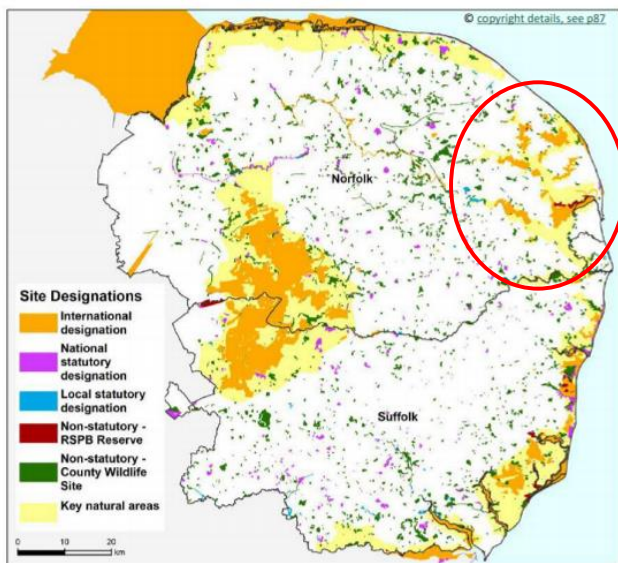 © copyright details, see p87
Norfolk
Suffolk
Site Designations
International
designation
National
statutory
designation
Local statutory
designation
Non-statutory -
RSPB Reserve
Non-statutory -
County Wildlife
Site
Key natural areas
0 10 20
km